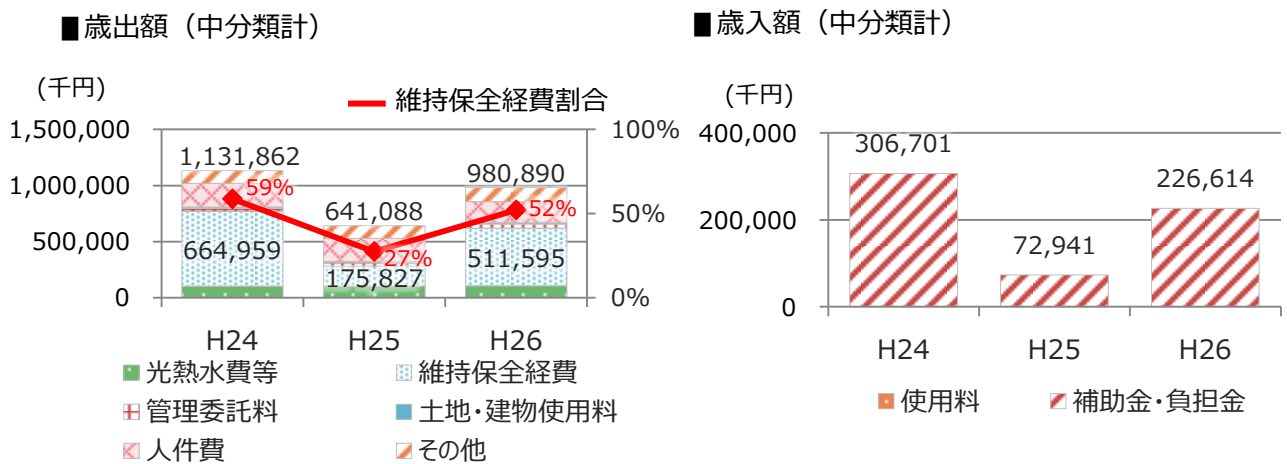 ■歳出額（中分類計）
(千円)
維持保全経費割合
1,500,000
1,000,000
500,000
0
100%
50%
0%
1,131,862
641,088
980,890
59%
27%
52%
664,959
175,827
511,595
H24 H25 H26
光熱水費等 維持保全経費
管理委託料 土地・建物使用料
人件費 その他
■歳入額（中分類計）
(千円)
400,000
200,000
0
306,701
72,941
226,614
H24 H25 H26
使用料 補助金・負担金